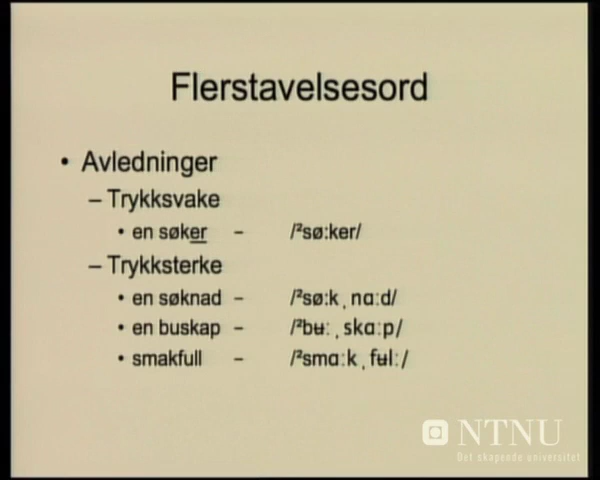 Flerstavelsesord
• Avledninger
– Trykksvake
• en søker – /²sø:ker/
– Trykksterke
• en søknad – /²sø:kˌnɑ:d/
• en buskap – /²bʉ:ˌskɑ:p/
• smakfull – /²smɑ:kˌfʉl:/
NTNU
Det skapende universitet